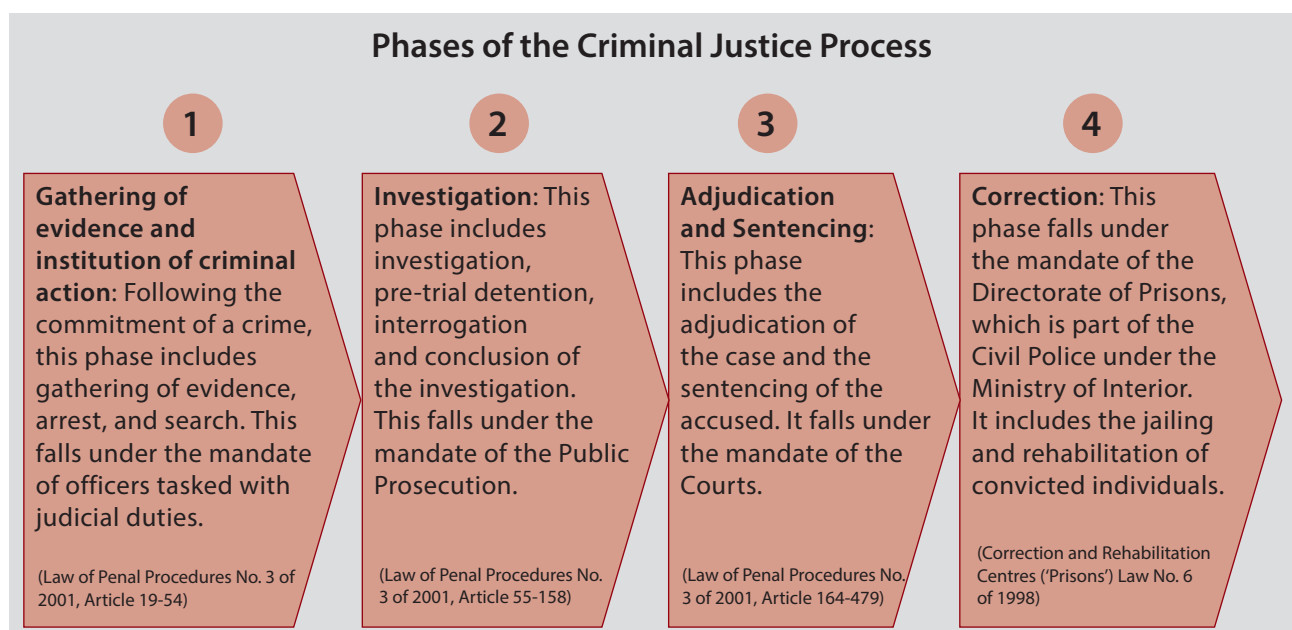 Phases of the Criminal Justice Process
1
Gathering of
evidence and
institution of criminal
action: Following the
commitment of a crime,
this phase includes
gathering of evidence,
arrest, and search. This
falls under the mandate
of officers tasked with
judicial duties.
(Law of Penal Procedures No. 3 of
2001, Article 19-54)
2
Investigation: This
phase includes
investigation,
pre-trial detention,
interrogation
and conclusion of
the investigation.
This falls under the
mandate of the Public
Prosecution.
(Law of Penal Procedures No.
3 of 2001, Article 55-158)
3
Adjudication
and Sentencing:
This phase
includes the
adjudication of
the case and the
sentencing of the
accused. It falls under
the mandate of the
Courts.
(Law of Penal Procedures No.
3 of 2001, Article 164-479)
4
Correction: This
phase falls under
the mandate of the
Directorate of Prisons,
which is part of the
Civil Police under the
Ministry of Interior.
It includes the jailing
and rehabilitation of
convicted individuals.
(Correction and Rehabilitation
Centres (‘Prisons’) Law No. 6
of 1998)